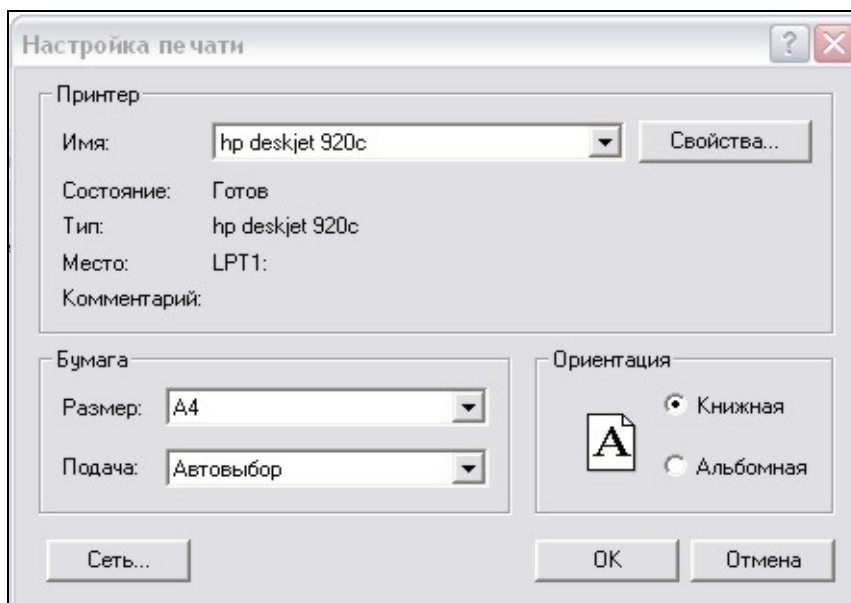 Настройка печати
Принтер
Имя: hp deskjet 920c Свойства...
Состояние: Готов
Тип: hp deskjet 920c
Место: LPT1:
Комментарий:
Бумага
Размер: A4
Подача: Автовыбор
Ориентация
A
Книжная
Альбомная
Сеть... OK Отмена